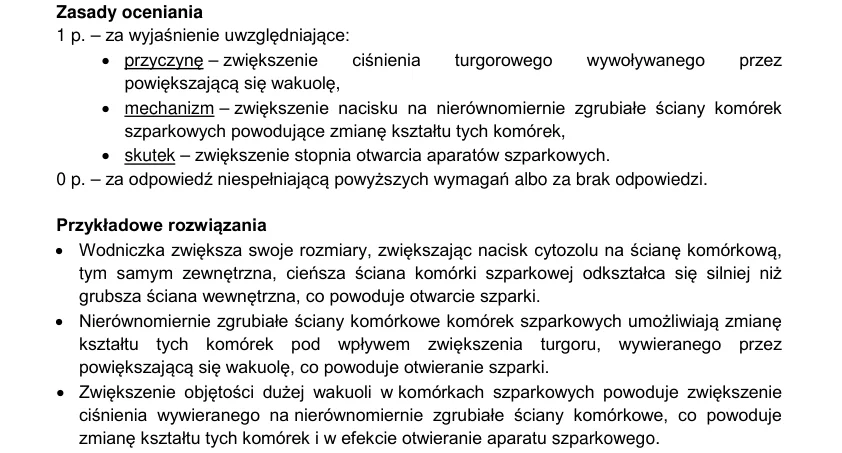 Zasady oceniania
1 p. – za wyjaśnienie uwzględniające:
• przyczynę – zwiększenie ciśnienia turgorowego wywoływanego przez
powiększającą się wakuolę,
• mechanizm – zwiększenie nacisku na nierównomiernie zgrubiałe ściany komórek
szparkowych powodujące zmianę kształtu tych komórek,
• skutek – zwiększenie stopnia otwarcia aparatów szparkowych.
0 p. – za odpowiedź niespełniającą powyższych wymagań albo za brak odpowiedzi.
Przykładowe rozwiązania
• Wodniczka zwiększa swoje rozmiary, zwiększając nacisk cytozolu na ścianę komórkową,
tym samym zewnętrzna, cieńsza ściana komórki szparkowej odkształca się silniej niż
grubsza ściana wewnętrzna, co powoduje otwarcie szparki.
• Nierównomiernie zgrubiałe ściany komórkowe komórek szparkowych umożliwiają zmianę
kształtu tych komórek pod wpływem zwiększenia turgoru, wywieranego przez
powiększającą się wakuolę, co powoduje otwieranie szparki.
• Zwiększenie objętości dużej wakuoli w komórkach szparkowych powoduje zwiększenie
ciśnienia wywieranego na nierównomiernie zgrubiałe ściany komórkowe, co powoduje
zmianę kształtu tych komórek i w efekcie otwieranie aparatu szparkowego.